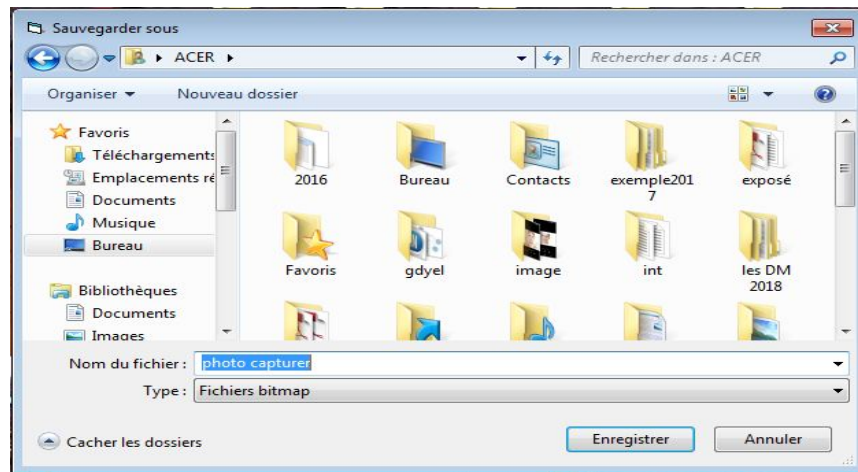 Sauvegarder sous
ACER
Rechercher dans : ACER
Organiser
Nouveau dossier
Favoris
Téléchargements
Emplacements ré
Documents
Musique
Bureau
Bibliothèques
Documents
Images
2016
Bureau
Contacts
exemple201
7
exposé
Favoris
gdyel
image
int
les DM
2018
Nom du fichier :
photo capturer
Type :
Fichiers bitmap
Cacher les dossiers
Enregistrer
Annuler